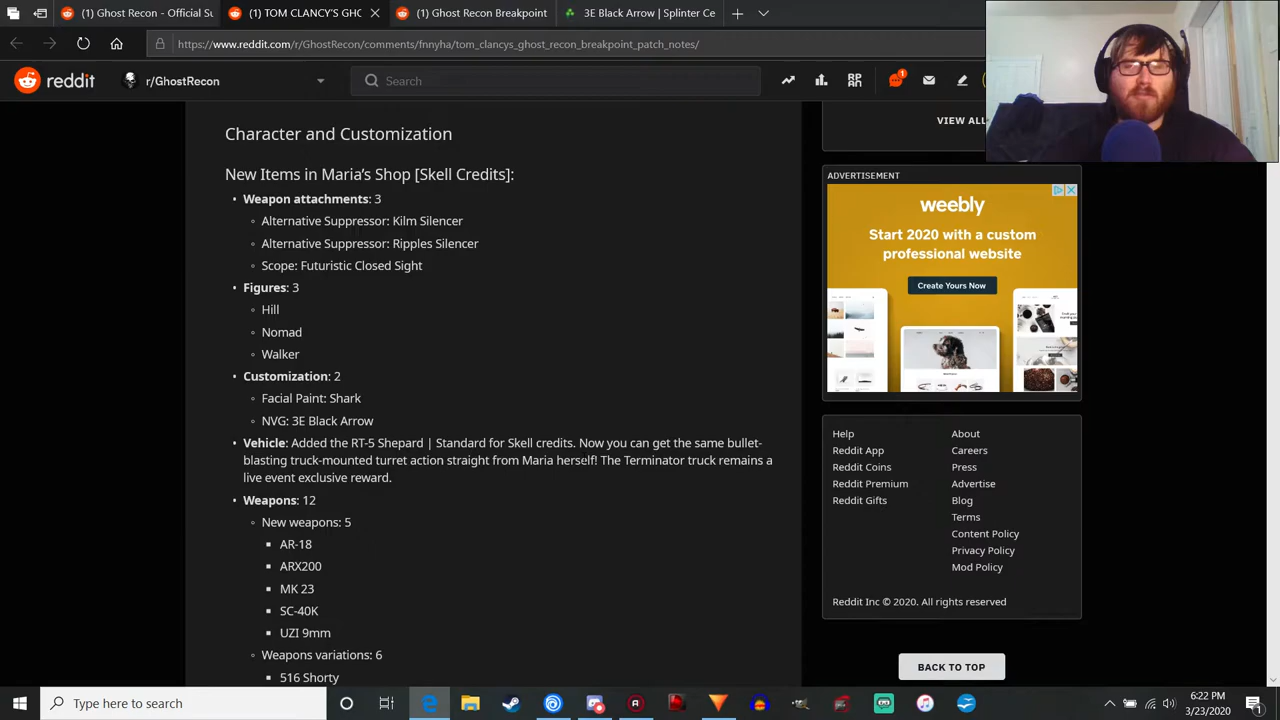 (1) Ghost Recon - Official Su
(1) TOM CLANCY'S GHO
(1) Ghost Recon Breakpoint
3E Black Arrow | Splinter Ce
https://www.reddit.com/r/GhostRecon/comments/fnnyha/tom_clancys_ghost_recon_breakpoint_patch_notes/
reddit
r/GhostRecon
Search
1
Character and Customization
New Items in Maria's Shop [Skell Credits]:
• Weapon attachments: 3
Alternative Suppressor: Kilm Silencer
Alternative Suppressor: Ripples Silencer
Scope: Futuristic Closed Sight
• Figures: 3
Hill
Nomad
Walker
• Customization: 2
Facial Paint: Shark
NVG: 3E Black Arrow
• Vehicle: Added the RT-5 Shepard | Standard for Skell credits. Now you can get the same bullet-
blasting truck-mounted turret action straight from Maria herself! The Terminator truck remains a
live event exclusive reward.
• Weapons: 12
New weapons: 5
AR-18
ARX200
MK 23
SC-40K
UZI 9mm
Weapons variations: 6
516 Shorty
VIEW ALL
ADVERTISEMENT
weebly
Start 2020 with a custom
professional website
Create Yours Now
Help
Reddit App
Reddit Coins
Reddit Premium
Reddit Gifts
About
Careers
Press
Advertise
Blog
Terms
Content Policy
Privacy Policy
Mod Policy
Reddit Inc © 2020. All rights reserved
BACK TO TOP
Type here to search
6:22 PM
3/23/2020
1